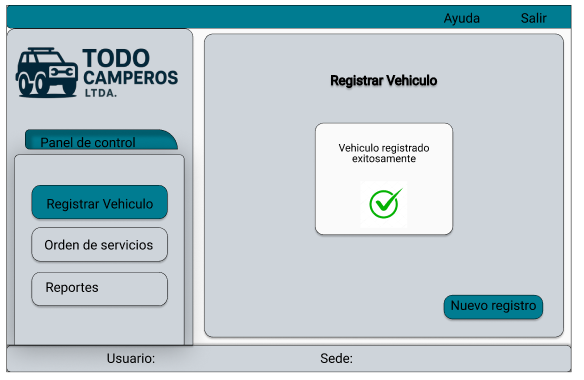 Ayuda Salir
TODO
CAMPEROS
LTDA.
Panel de control
Registrar Vehiculo
Orden de servicios
Reportes
Registrar Vehiculo
Vehiculo registrado
exitosamente
Nuevo registro
Usuario: Sede: